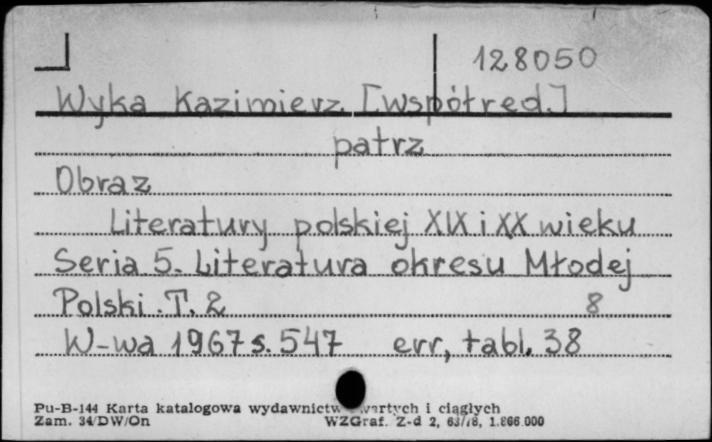 128050
Wyka Kazimierz [współred.]
patrz
Obraz
Literatury polskiej XIX i XX wieku
Seria 5. Literatura okresu Młodej
Polski. T. 2
8
W-wa 1967 s. 547 err, tabl. 38
Pu-B-144 Karta katalogowa wydawnictw i ciągłych
Zam. 34/DW/On WZGraf. Z-d 2, 1.866.000